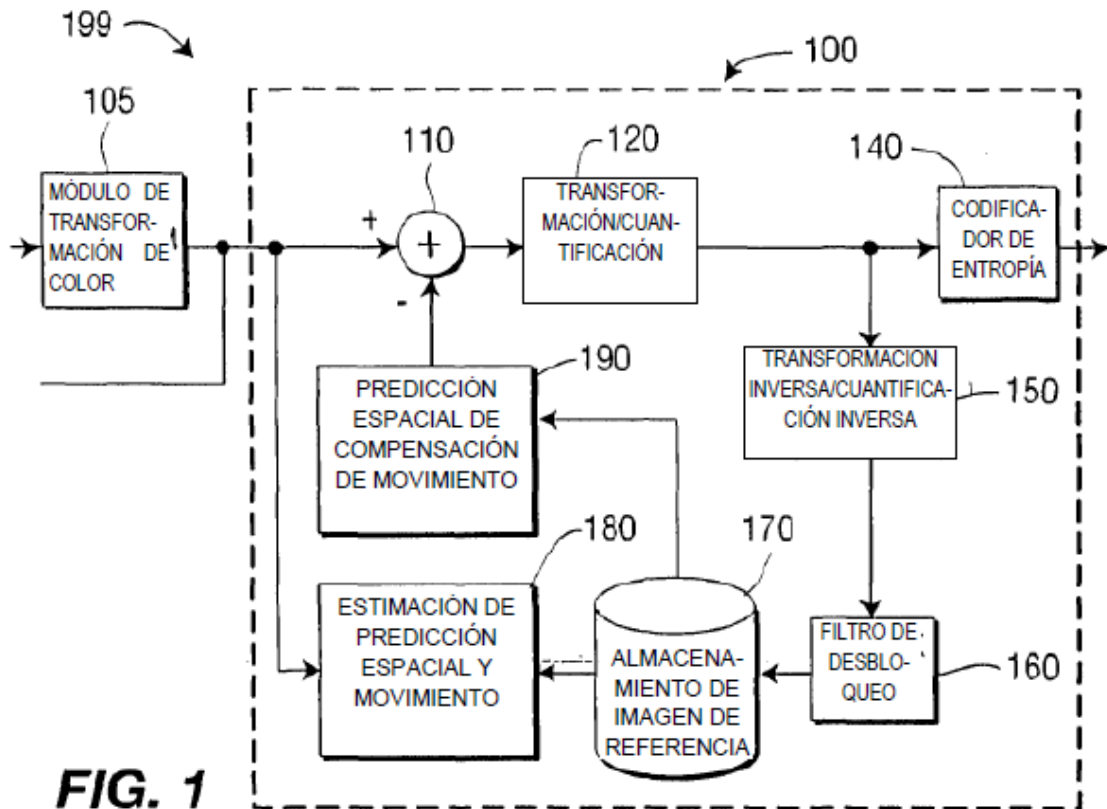 199
100
105
MÓDULO DE
TRANSFOR-
MACIÓN DE
COLOR
110
+
+
-
120
TRANSFOR-
MACIÓN/CUAN-
TIFICACIÓN
140
CODIFICA-
DOR DE
ENTROPÍA
190
PREDICCIÓN
ESPACIAL DE
COMPENSACIÓN
DE MOVIMIENTO
TRANSFORMACION
INVERSA/CUANTIFICA-
CIÓN INVERSA
150
180
ESTIMACIÓN DE
PREDICCIÓN
ESPACIAL Y
MOVIMIENTO
170
ALMACENA-
MIENTO DE
IMAGEN DE
REFERENCIA
FILTRO DE
DESBLO-
QUEO
160
FIG. 1